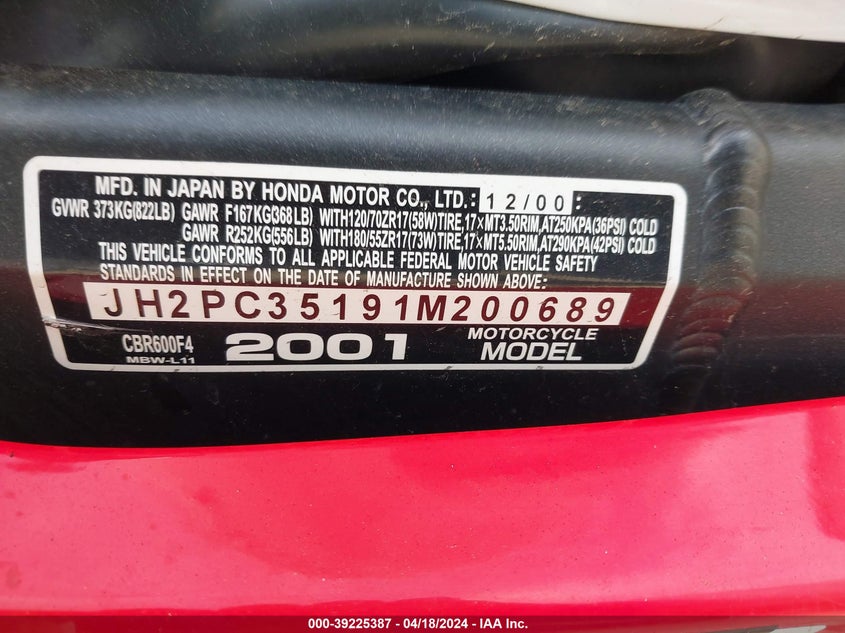 MFD. IN JAPAN BY HONDA MOTOR CO., LTD.: 12/00:
GVWR 373KG(822LB) GAWR F167KG(368LB) WITH120/70ZR17(58W)TIRE,17×MT3.50RIM,AT250KPA(36PSI) COLD
GAWR R252KG(556LB) WITH180/55ZR17(73W)TIRE,17×MT5.50RIM,AT290KPA(42PSI) COLD
THIS VEHICLE CONFORMS TO ALL APPLICABLE FEDERAL MOTOR VEHICLE SAFETY
STANDARDS IN EFFECT ON THE DATE OF MANUFACTURE SHOWN ABOVE:
JH2PC35191M200689
CBR600F4 2001 MOTORCYCLE
MBW-L11 MODEL
000-39225387 - 04/18/2024 - IAA Inc.